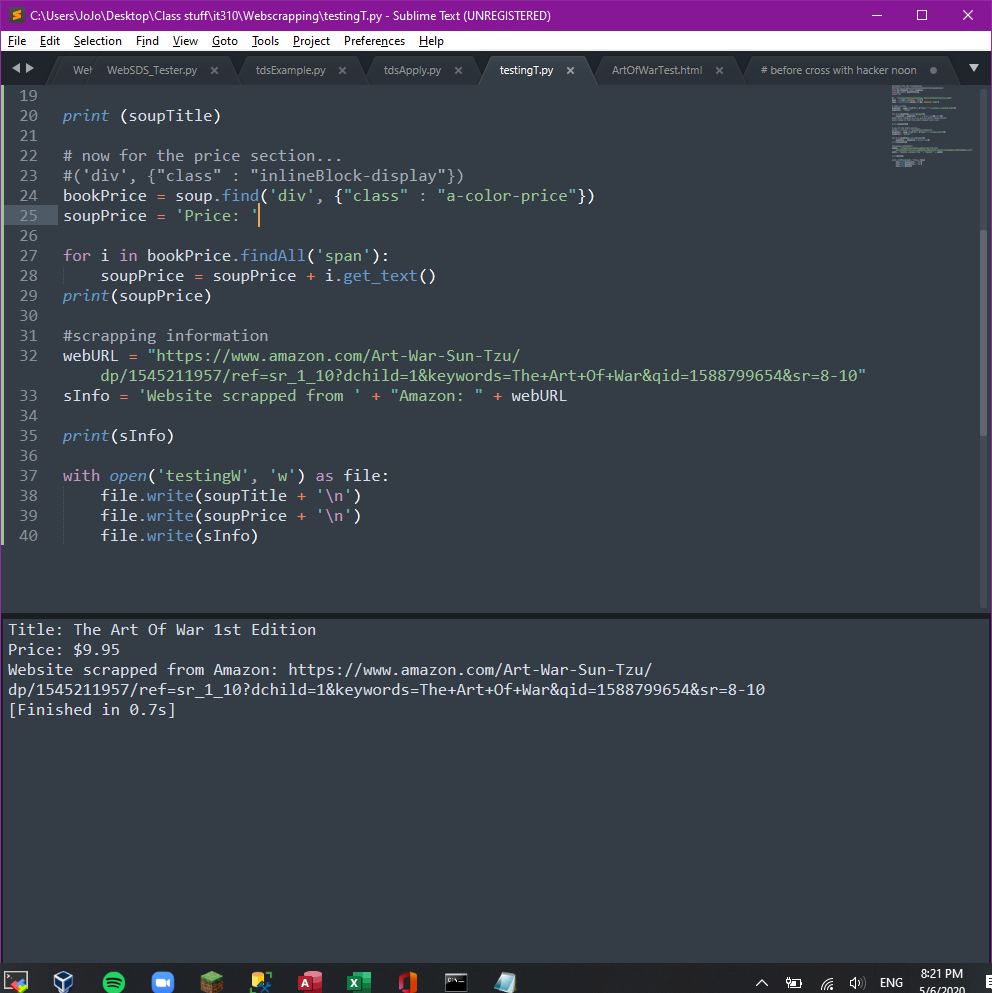 C:\Users\JoJo\Desktop\Class stuff\it310\Webscrapping\testingT.py - Sublime Text (UNREGISTERED)
File Edit Selection Find View Goto Tools Project Preferences Help
WebSDS_Tester.py tdsExample.py tdsApply.py testingT.py ArtOfWarTest.html # before cross with hacker noon
19
20 print (soupTitle)
21
22 # now for the price section...
23 #('div', {"class" : "inlineBlock-display"})
24 bookPrice = soup.find('div', {"class" : "a-color-price"})
25 soupPrice = 'Price: '
26
27 for i in bookPrice.findAll('span'):
28 soupPrice = soupPrice + i.get_text()
29 print(soupPrice)
30
31 #scrapping information
32 webURL = "https://www.amazon.com/Art-War-Sun-Tzu/
dp/1545211957/ref=sr_1_10?dchild=1&keywords=The+Art+Of+War&qid=1588799654&sr=8-10"
33 sInfo = 'Website scrapped from ' + "Amazon: " + webURL
34
35 print(sInfo)
36
37 with open('testingW', 'w') as file:
38 file.write(soupTitle + '\n')
39 file.write(soupPrice + '\n')
40 file.write(sInfo)
Title: The Art Of War 1st Edition
Price: $9.95
Website scrapped from Amazon: https://www.amazon.com/Art-War-Sun-Tzu/
dp/1545211957/ref=sr_1_10?dchild=1&keywords=The+Art+Of+War&qid=1588799654&sr=8-10
[Finished in 0.7s]
ENG 8:21 PM
5/6/2020